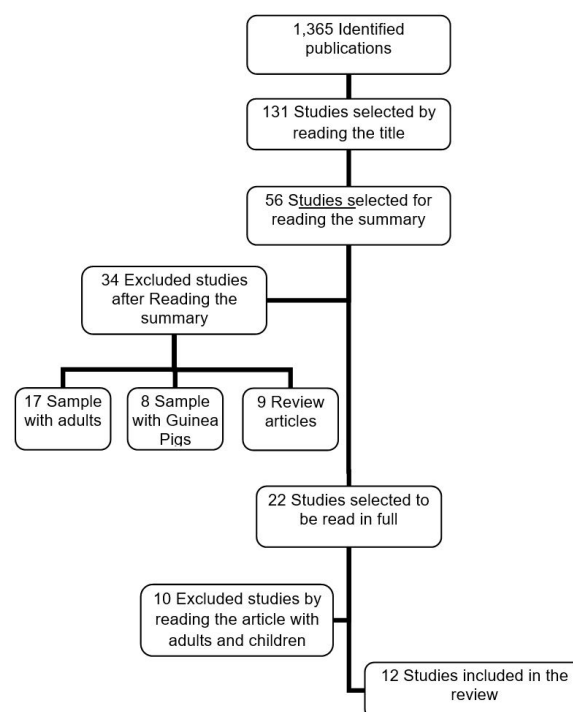 1,365 Identified
publications
131 Studies selected by
reading the title
56 Studies selected for
reading the summary
34 Excluded studies
after Reading the
summary
17 Sample
with adults
8 Sample
with Guinea
Pigs
9 Review
articles
22 Studies selected to
be read in full
10 Excluded studies by
reading the article with
adults and children
12 Studies included in the
review